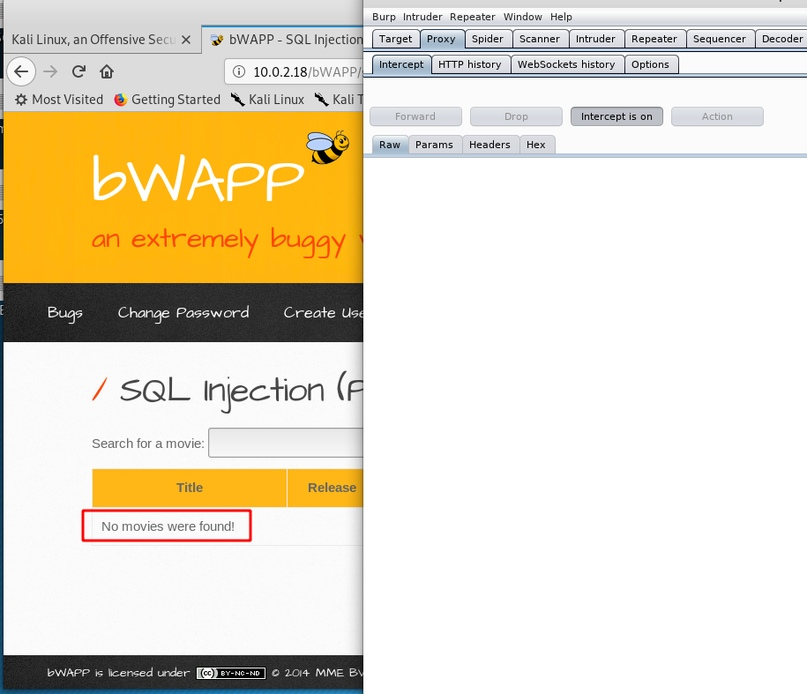 Kali Linux, an Offensive Secu
bWAPP - SQL Injection
10.0.2.18/bWAPP/
Most Visited Getting Started Kali Linux Kali T
bWAPP
an extremely buggy
Bugs Change Password Create Use
/ SQL Injection (P
Search for a movie:
Title Release
No movies were found!
bWAPP is licensed under BY-NC-ND © 2014 MME BV
Burp Intruder Repeater Window Help
Target Proxy Spider Scanner Intruder Repeater Sequencer Decoder
Intercept HTTP history WebSockets history Options
Forward Drop Intercept is on Action
Raw Params Headers Hex